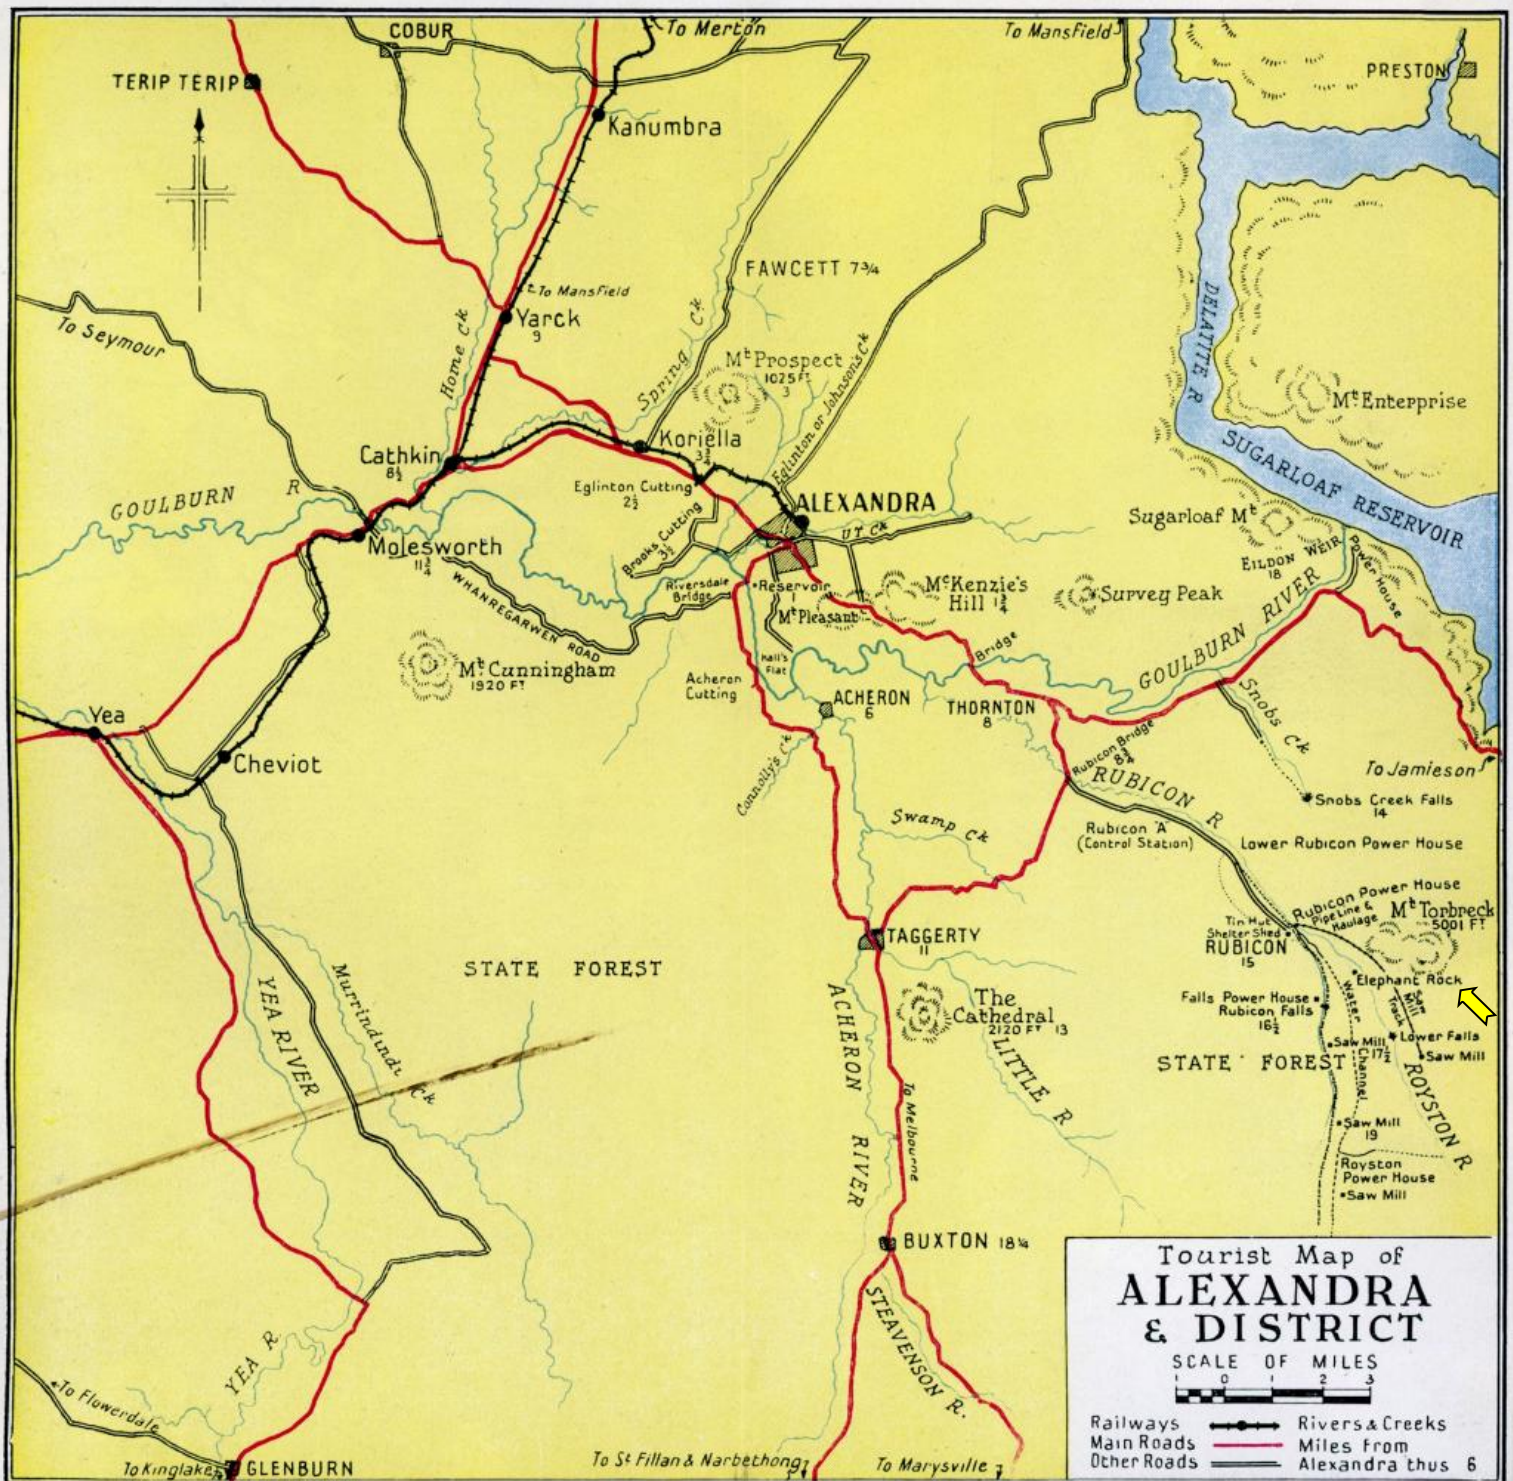 COBUR
To Merton
To Mansfield
TERIP TERIP
PRESTON
Kanumbra
FAWCETT 7¾
To Mansfield
Yarck
9
To Seymour
Home Ck
Spring Ck
DELATITE R
Mt Prospect
1025 FT
3
Eglinton or Johnson's Ck
Mt Enterprise
Koriella
3¾
Cathkin
8½
SUGARLOAF RESERVOIR
GOULBURN R
Eglinton Cutting
2½
ALEXANDRA
Sugarloaf Mt
Brooks Cutting
3½
UT Ck
Molesworth
11¾
EILDON WEIR
18
Power House
WHANREGARWEN ROAD
Riversdale
Bridge
Reservoir
1
McKenzie's
Hill 1¾
Survey Peak
Mt Pleasant
GOULBURN RIVER
Bridge
Mt Cunningham
1920 FT
Hall's
Flat
Acheron
Cutting
ACHERON
6
THORNTON
8
Snobs Ck
Yea
Cheviot
Connolly's Ck
Rubicon Bridge
8¾
RUBICON R
To Jamieson
Snobs Creek Falls
14
Swamp Ck
Rubicon "A"
(Control Station)
Lower Rubicon Power House
Rubicon Power House
Pipe Line &
Haulage
Mt Torbreck
5001 FT
Tin Hut
Shelter Shed
RUBICON
15
TAGGERTY
11
STATE FOREST
Elephant Rock
YEA RIVER
Murrindindi Ck
ACHERON RIVER
The
Cathedral
2120 FT 13
LITTLE R
Falls Power House
Rubicon Falls
16½
Water Channel
Saw
Mill
Track
Saw Mill
17½
Lower Falls
Saw Mill
STATE FOREST
ROYSTON R
To Melbourne
Saw Mill
19
Royston
Power House
Saw Mill
BUXTON 18¼
STEAVENSON R.
YEA R
To Flowerdale
To Kinglake
GLENBURN
To St Fillan & Narbethong
To Marysville
Tourist Map of
ALEXANDRA
& DISTRICT
SCALE OF MILES
1 0 1 2 3
Railways
Rivers & Creeks
Main Roads
Miles from
Other Roads
Alexandra thus 6